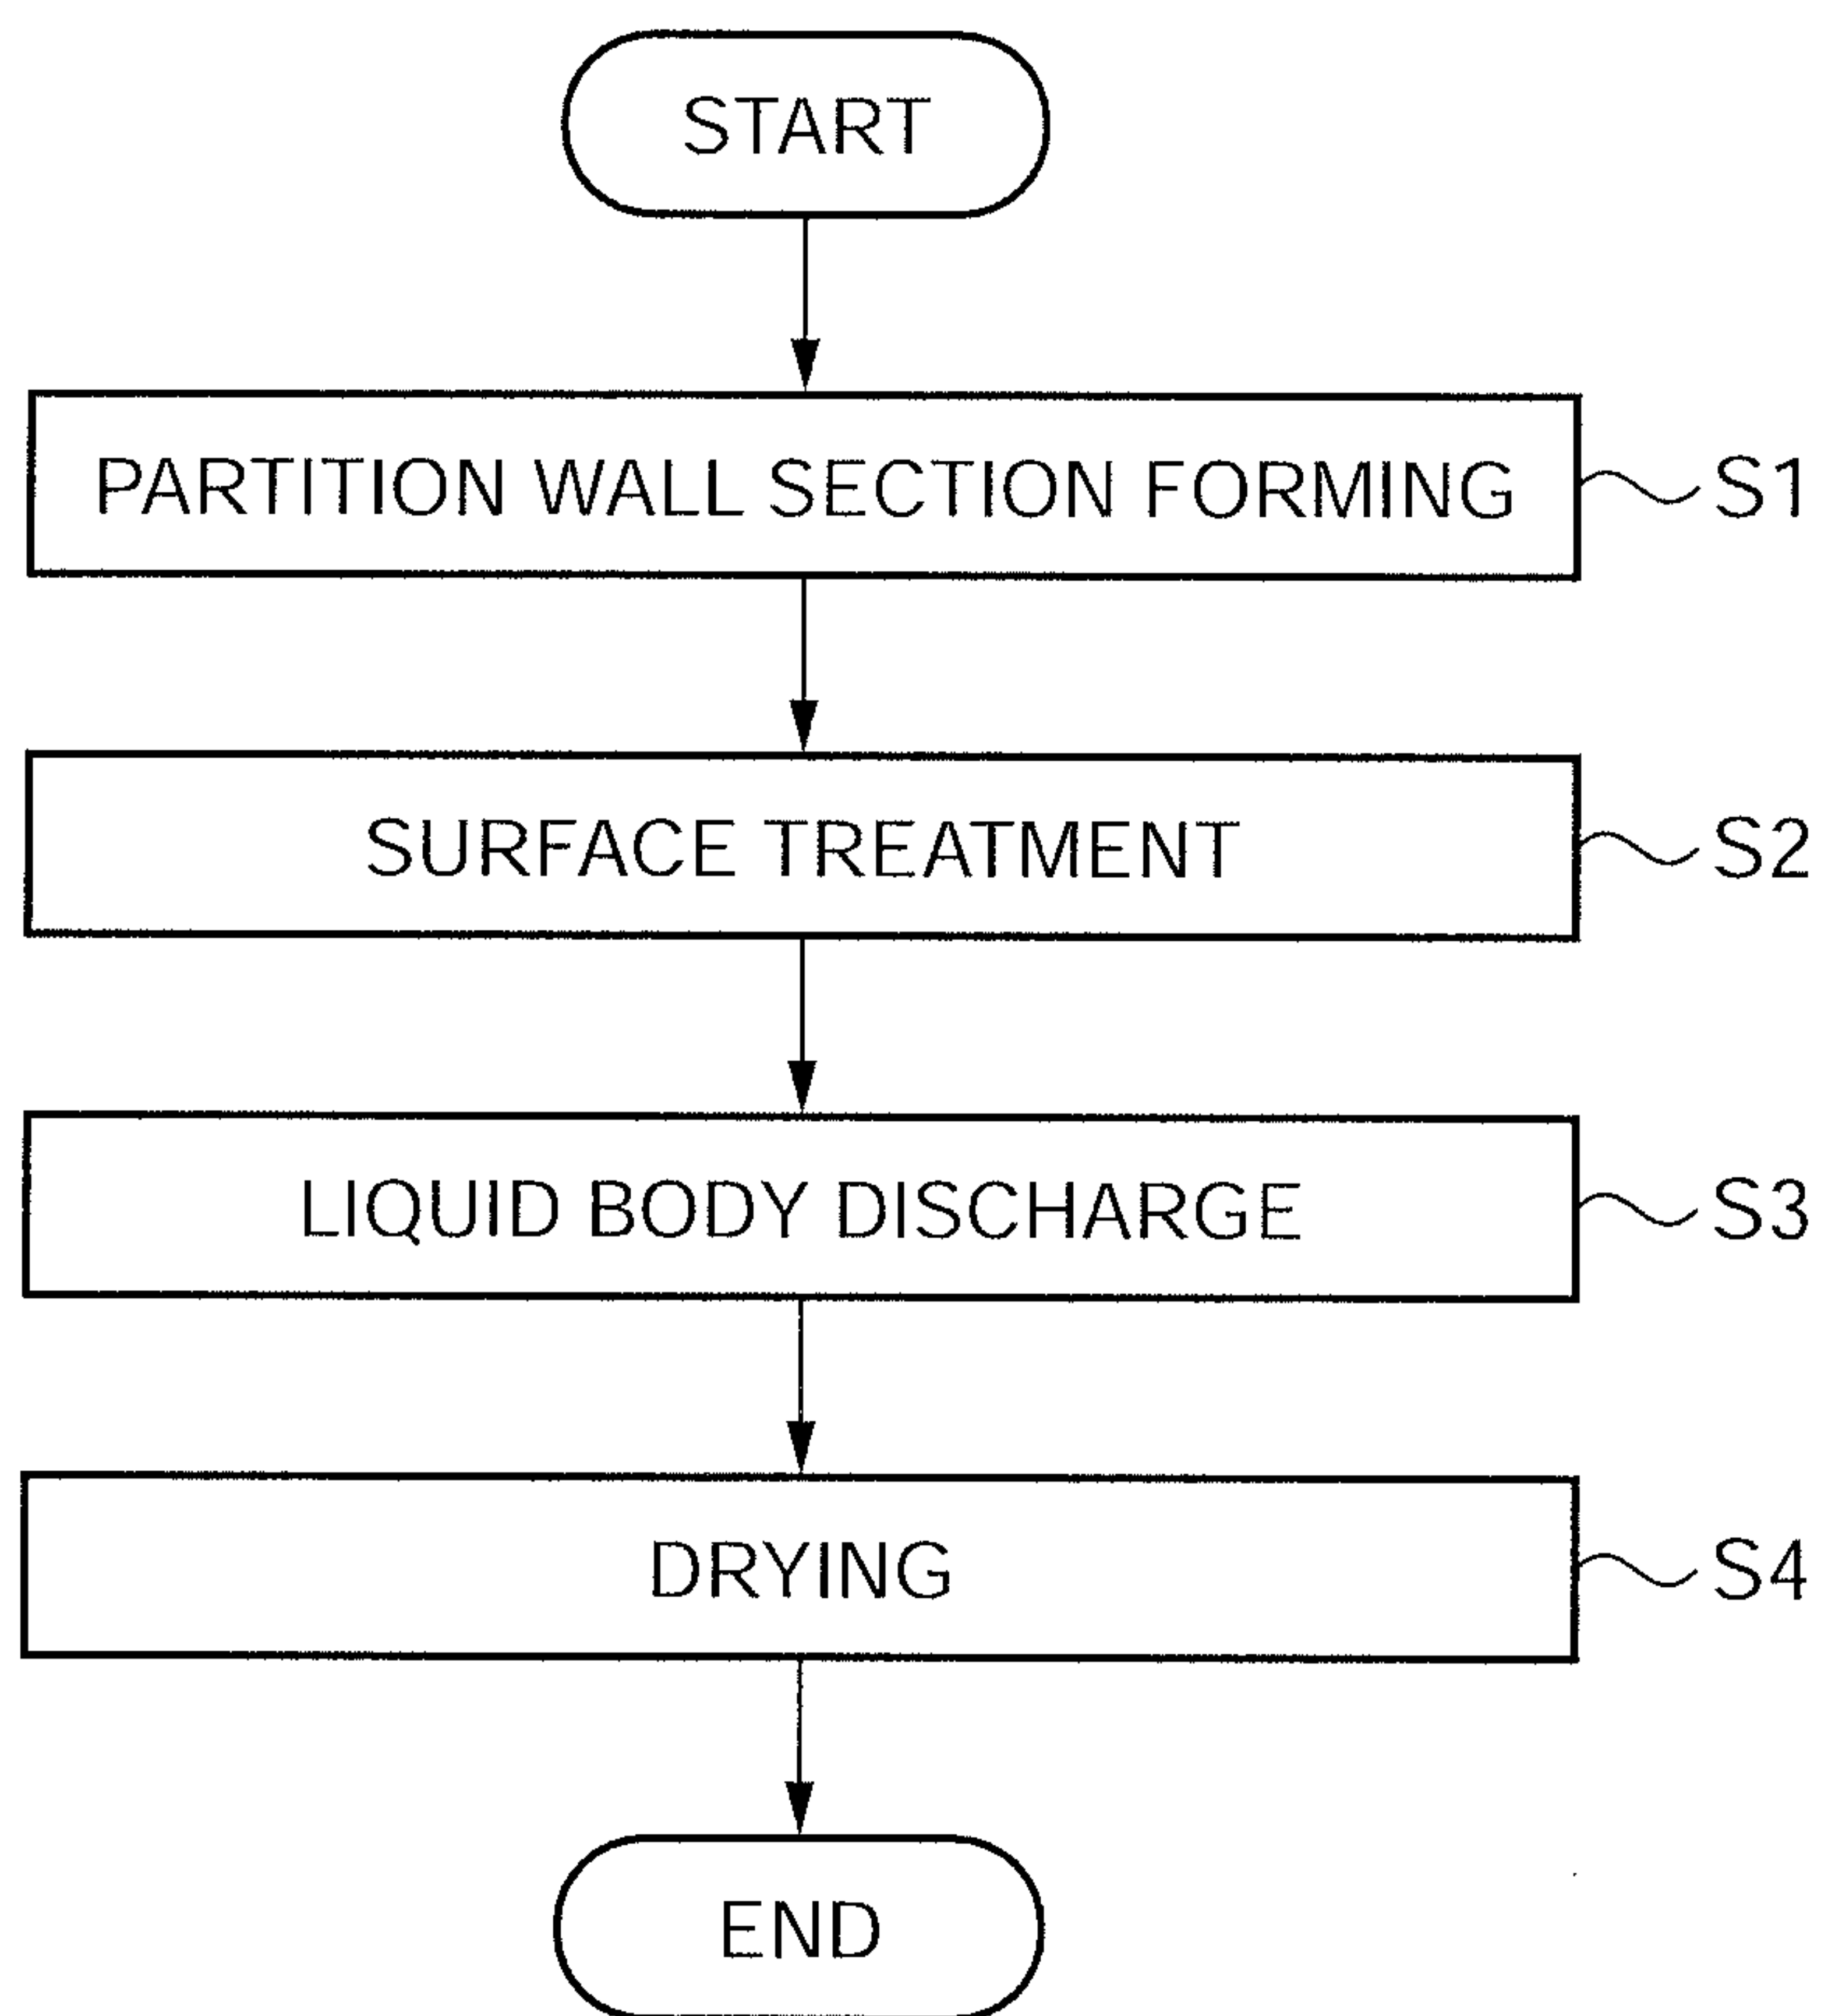 START
PARTITION WALL SECTION FORMING S1
SURFACE TREATMENT S2
LIQUID BODY DISCHARGE S3
DRYING S4
END